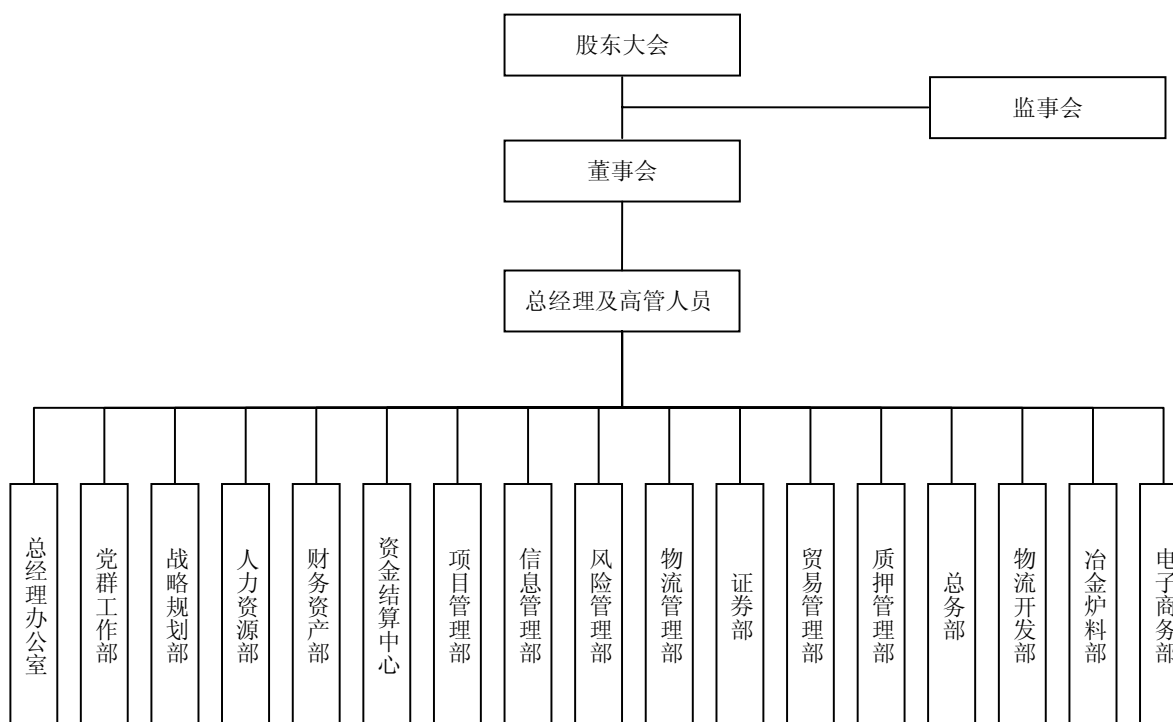 股东大会
监事会
董事会
总经理及高管人员
总经理办公室
党群工作部
战略规划部
人力资源部
财务资产部
资金结算中心
项目管理部
信息管理部
风险管理部
物流管理部
证券部
贸易管理部
质押管理部
总务部
物流开发部
冶金炉料部
电子商务部